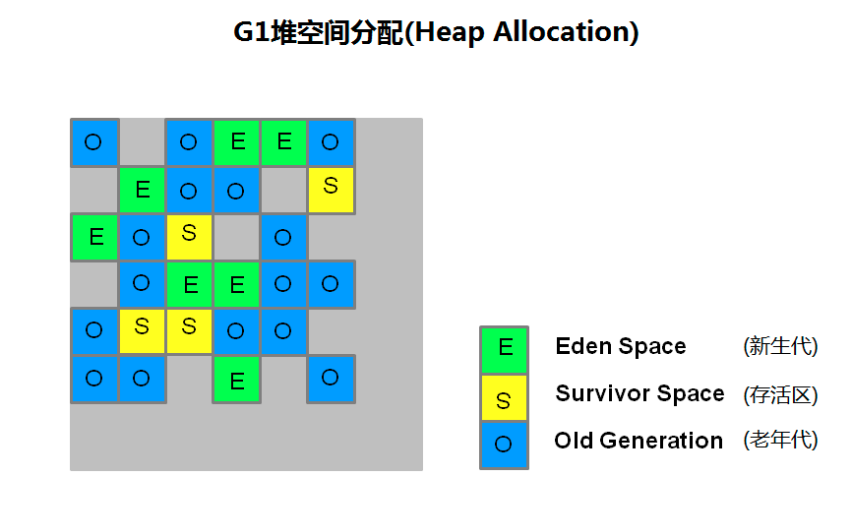 G1堆空间分配(Heap Allocation)
O O E E O
E O O S
E O S O
O E E O O
O S S O O
O O E O
E Eden Space (新生代)
S Survivor Space (存活区)
O Old Generation (老年代)